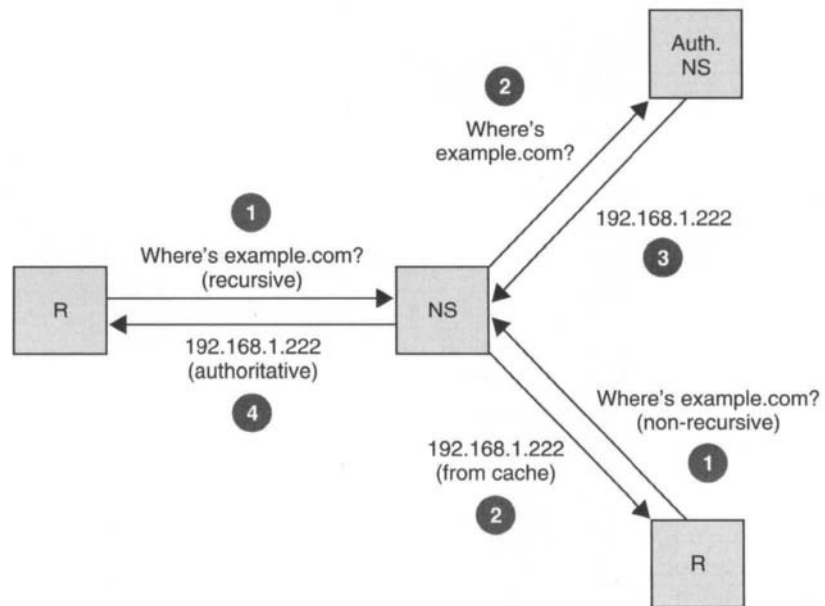 Auth.
NS
2
Where's
example.com?
192.168.1.222
3
1
Where's example.com?
(recursive)
R
NS
192.168.1.222
(authoritative)
4
Where's example.com?
(non-recursive)
1
192.168.1.222
(from cache)
2
R